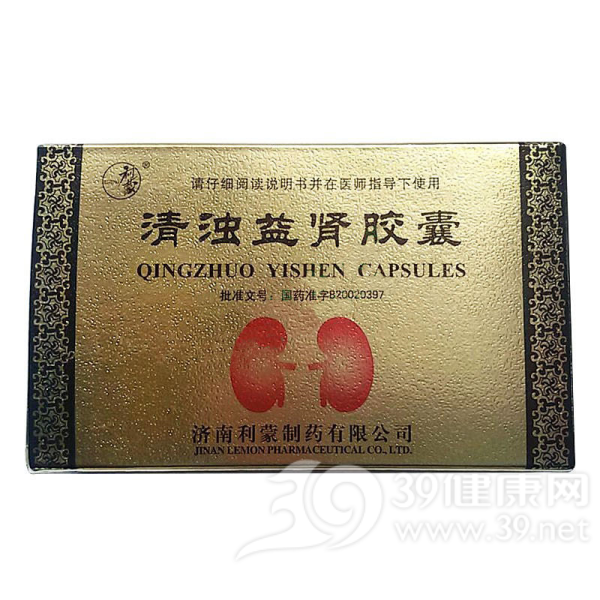 利蒙®
请仔细阅读说明书并在医师指导下使用
清浊益肾胶囊
QINGZHUO YISHEN CAPSULES
批准文号：国药准字B20020397
济南利蒙制药有限公司
JINAN LEMON PHARMACEUTICAL CO., LTD.
39健康网
www.39.net